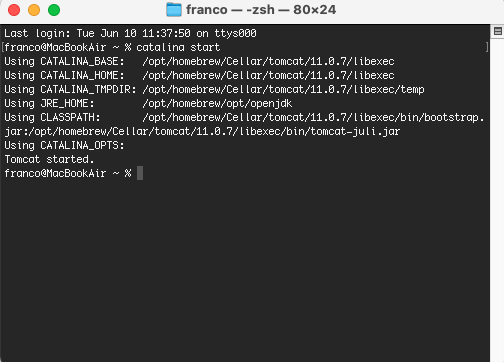 franco — -zsh — 80×24
Last login: Tue Jun 10 11:37:50 on ttys000
[franco@MacBookAir ~ % catalina start ]
Using CATALINA_BASE:   /opt/homebrew/Cellar/tomcat/11.0.7/libexec
Using CATALINA_HOME:   /opt/homebrew/Cellar/tomcat/11.0.7/libexec
Using CATALINA_TMPDIR: /opt/homebrew/Cellar/tomcat/11.0.7/libexec/temp
Using JRE_HOME:        /opt/homebrew/opt/openjdk
Using CLASSPATH:       /opt/homebrew/Cellar/tomcat/11.0.7/libexec/bin/bootstrap.
jar:/opt/homebrew/Cellar/tomcat/11.0.7/libexec/bin/tomcat-juli.jar
Using CATALINA_OPTS:
Tomcat started.
franco@MacBookAir ~ %